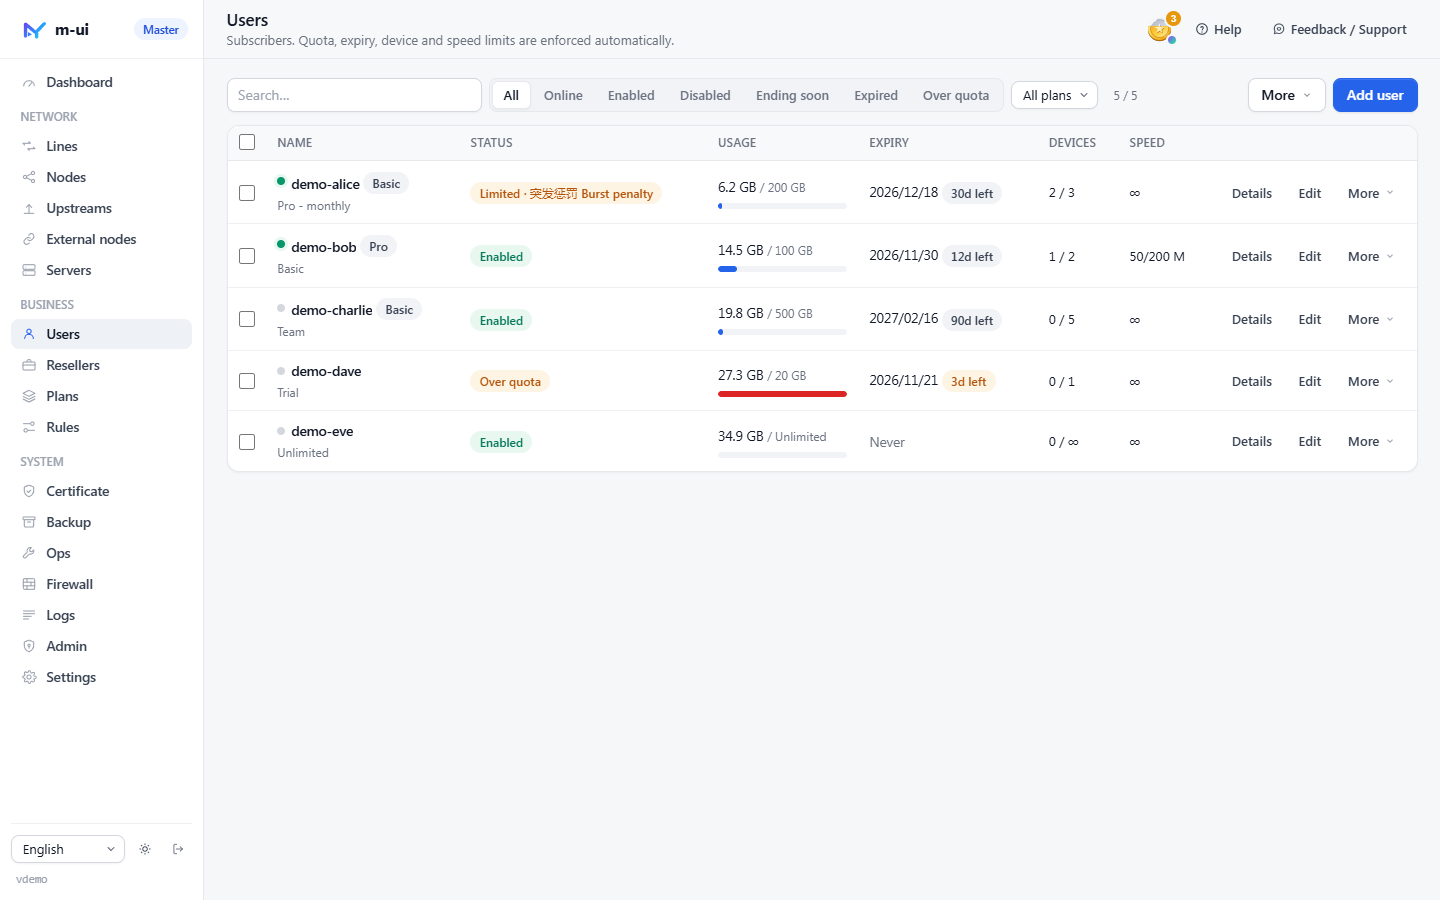 m-ui
Master
Dashboard
NETWORK
Lines
Nodes
Upstreams
External nodes
Servers
BUSINESS
Users
Resellers
Plans
Rules
SYSTEM
Certificate
Backup
Ops
Firewall
Logs
Admin
Settings
English
vdemo
Users
Subscribers. Quota, expiry, device and speed limits are enforced automatically.
3
Help
Feedback / Support
Search...
All Online Enabled Disabled Ending soon Expired Over quota
All plans
5 / 5
More
Add user
NAME STATUS USAGE EXPIRY DEVICES SPEED
demo-alice Basic
Pro - monthly
Limited · 突发惩罚 Burst penalty
6.2 GB / 200 GB
2026/12/18 30d left
2 / 3
∞
Details Edit More
demo-bob Pro
Basic
Enabled
14.5 GB / 100 GB
2026/11/30 12d left
1 / 2
50/200 M
Details Edit More
demo-charlie Basic
Team
Enabled
19.8 GB / 500 GB
2027/02/16 90d left
0 / 5
∞
Details Edit More
demo-dave
Trial
Over quota
27.3 GB / 20 GB
2026/11/21 3d left
0 / 1
∞
Details Edit More
demo-eve
Unlimited
Enabled
34.9 GB / Unlimited
Never
0 / ∞
∞
Details Edit More